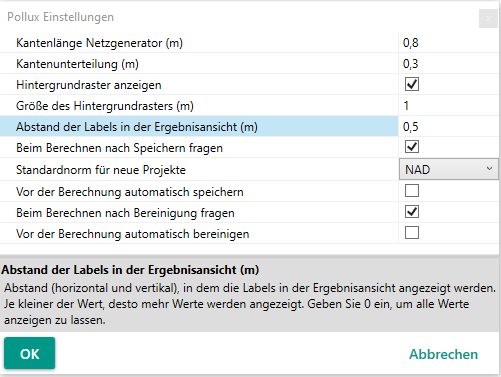 Pollux Einstellungen
Kantenlänge Netzgenerator (m) 0,8
Kantenunterteilung (m) 0,3
Hintergrundraster anzeigen
Größe des Hintergrundrasters (m) 1
Abstand der Labels in der Ergebnisansicht (m) 0,5
Beim Berechnen nach Speichern fragen
Standardnorm für neue Projekte NAD
Vor der Berechnung automatisch speichern
Beim Berechnen nach Bereinigung fragen
Vor der Berechnung automatisch bereinigen
Abstand der Labels in der Ergebnisansicht (m)
Abstand (horizontal und vertikal), in dem die Labels in der Ergebnisansicht angezeigt werden.
Je kleiner der Wert, desto mehr Werte werden angezeigt. Geben Sie 0 ein, um alle Werte
anzeigen zu lassen.
OK Abbrechen